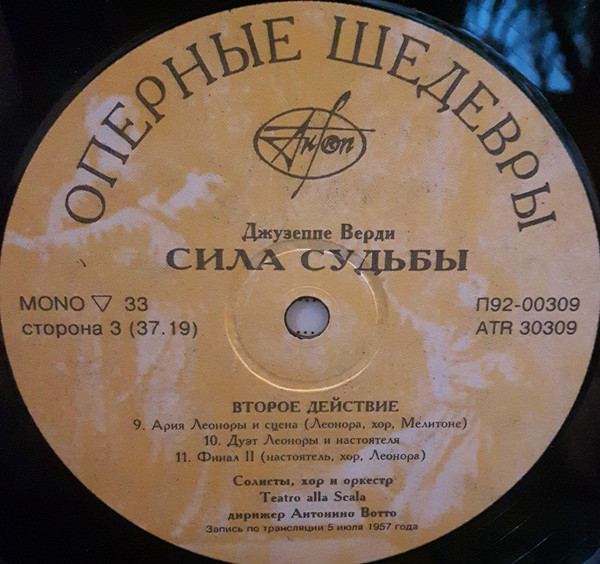 ОПЕРНЫЕ ШЕДЕВРЫ
Anfon
Джузеппе Верди
СИЛА СУДЬБЫ
MONO ▽ 33
сторона 3 (37.19)
П92-00309
ATR 30309
ВТОРОЕ ДЕЙСТВИЕ
9. Ария Леоноры и сцена (Леонора, хор, Мелитоне)
10. Дуэт Леоноры и настоятеля
11. Финал II (настоятель, хор, Леонора)
Солисты, хор и оркестр
Teatro alla Scala
дирижер Антонино Вотто
Запись по трансляции 5 июля 1957 года